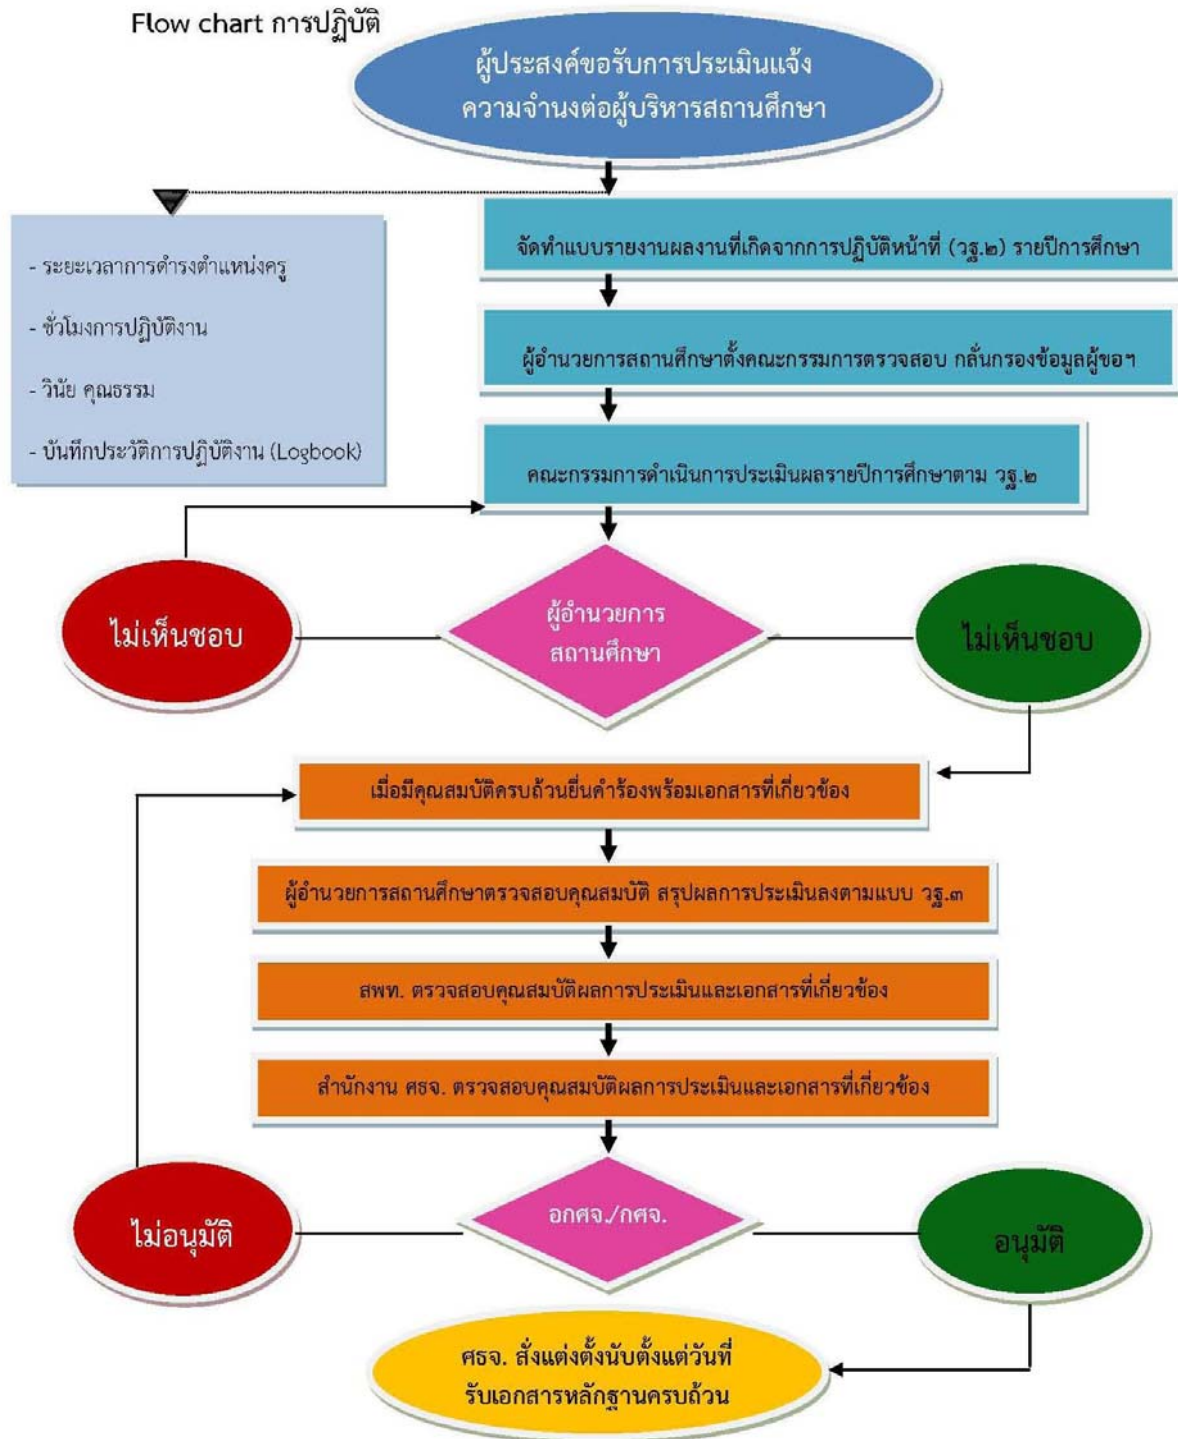 Flow chart การปฏิบัติ
ผู้ประสงค์ขอรับการประเมินแจ้ง
ความจำนงต่อผู้บริหารสถานศึกษา
จัดทำแบบรายงานผลงานที่เกิดจากการปฏิบัติหน้าที่ (วฐ.๒) รายปีการศึกษา
- ระยะเวลาการดำรงตำแหน่งครู
- ชั่วโมงการปฏิบัติงาน
- วินัย คุณธรรม
- บันทึกประวัติการปฏิบัติงาน (Logbook)
ผู้อำนวยการสถานศึกษาตั้งคณะกรรมการตรวจสอบ กลั่นกรองข้อมูลผู้ขอฯ
คณะกรรมการดำเนินการประเมินผลรายปีการศึกษาตาม วฐ.๒
ไม่เห็นชอบ
ผู้อำนวยการ
สถานศึกษา
ไม่เห็นชอบ
เมื่อมีคุณสมบัติครบถ้วนยื่นคำร้องพร้อมเอกสารที่เกี่ยวข้อง
ผู้อำนวยการสถานศึกษาตรวจสอบคุณสมบัติ สรุปผลการประเมินลงตามแบบ วฐ.๓
สพท. ตรวจสอบคุณสมบัติผลการประเมินและเอกสารที่เกี่ยวข้อง
สำนักงาน ศธจ. ตรวจสอบคุณสมบัติผลการประเมินและเอกสารที่เกี่ยวข้อง
ไม่อนุมัติ
อกศจ./กศจ.
อนุมัติ
ศธจ. สั่งแต่งตั้งนับตั้งแต่วันที่
รับเอกสารหลักฐานครบถ้วน